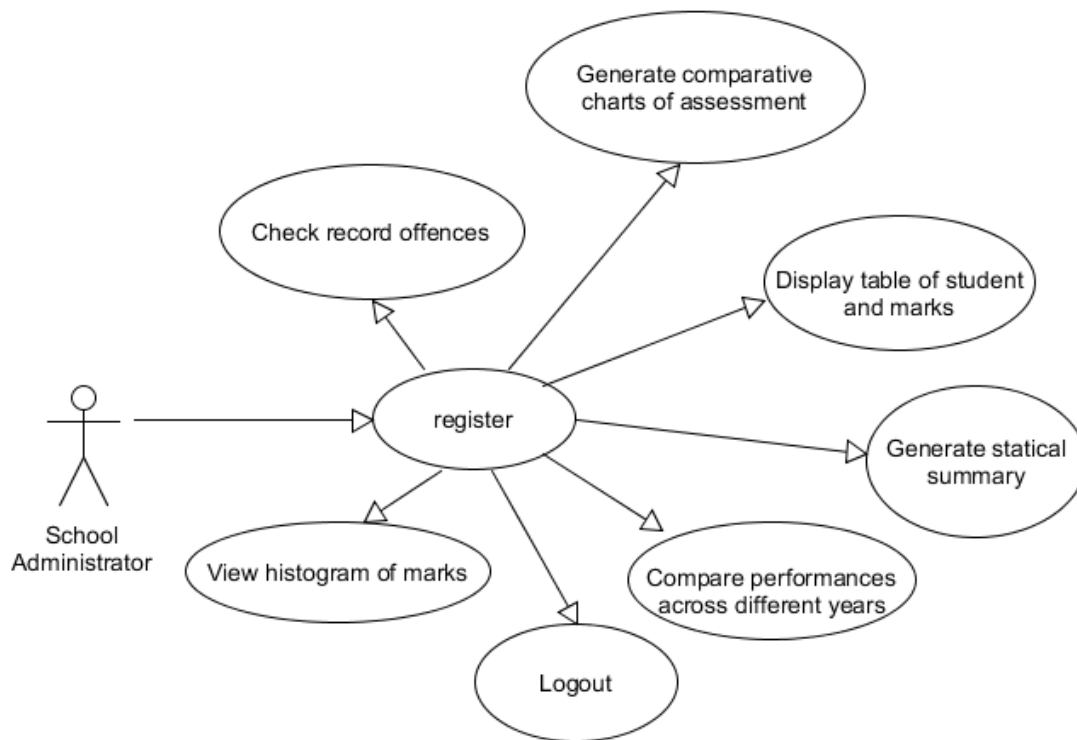 Generate comparative
charts of assessment
Check record offences
Display table of student
and marks
register
Generate statical
summary
School
Administrator
View histogram of marks
Compare performances
across different years
Logout